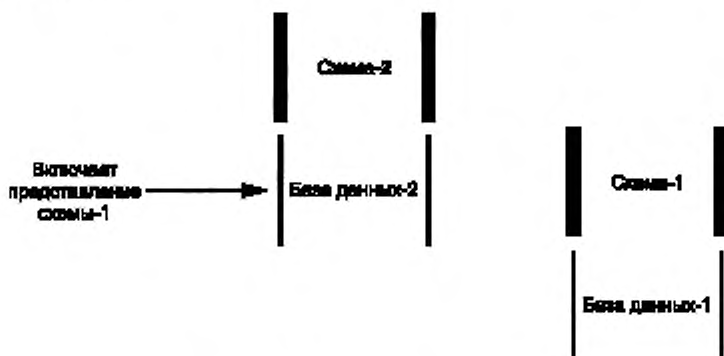 Схема-2
Включает
представление
схемы-1
База данных-2
Схема-1
База данных-1